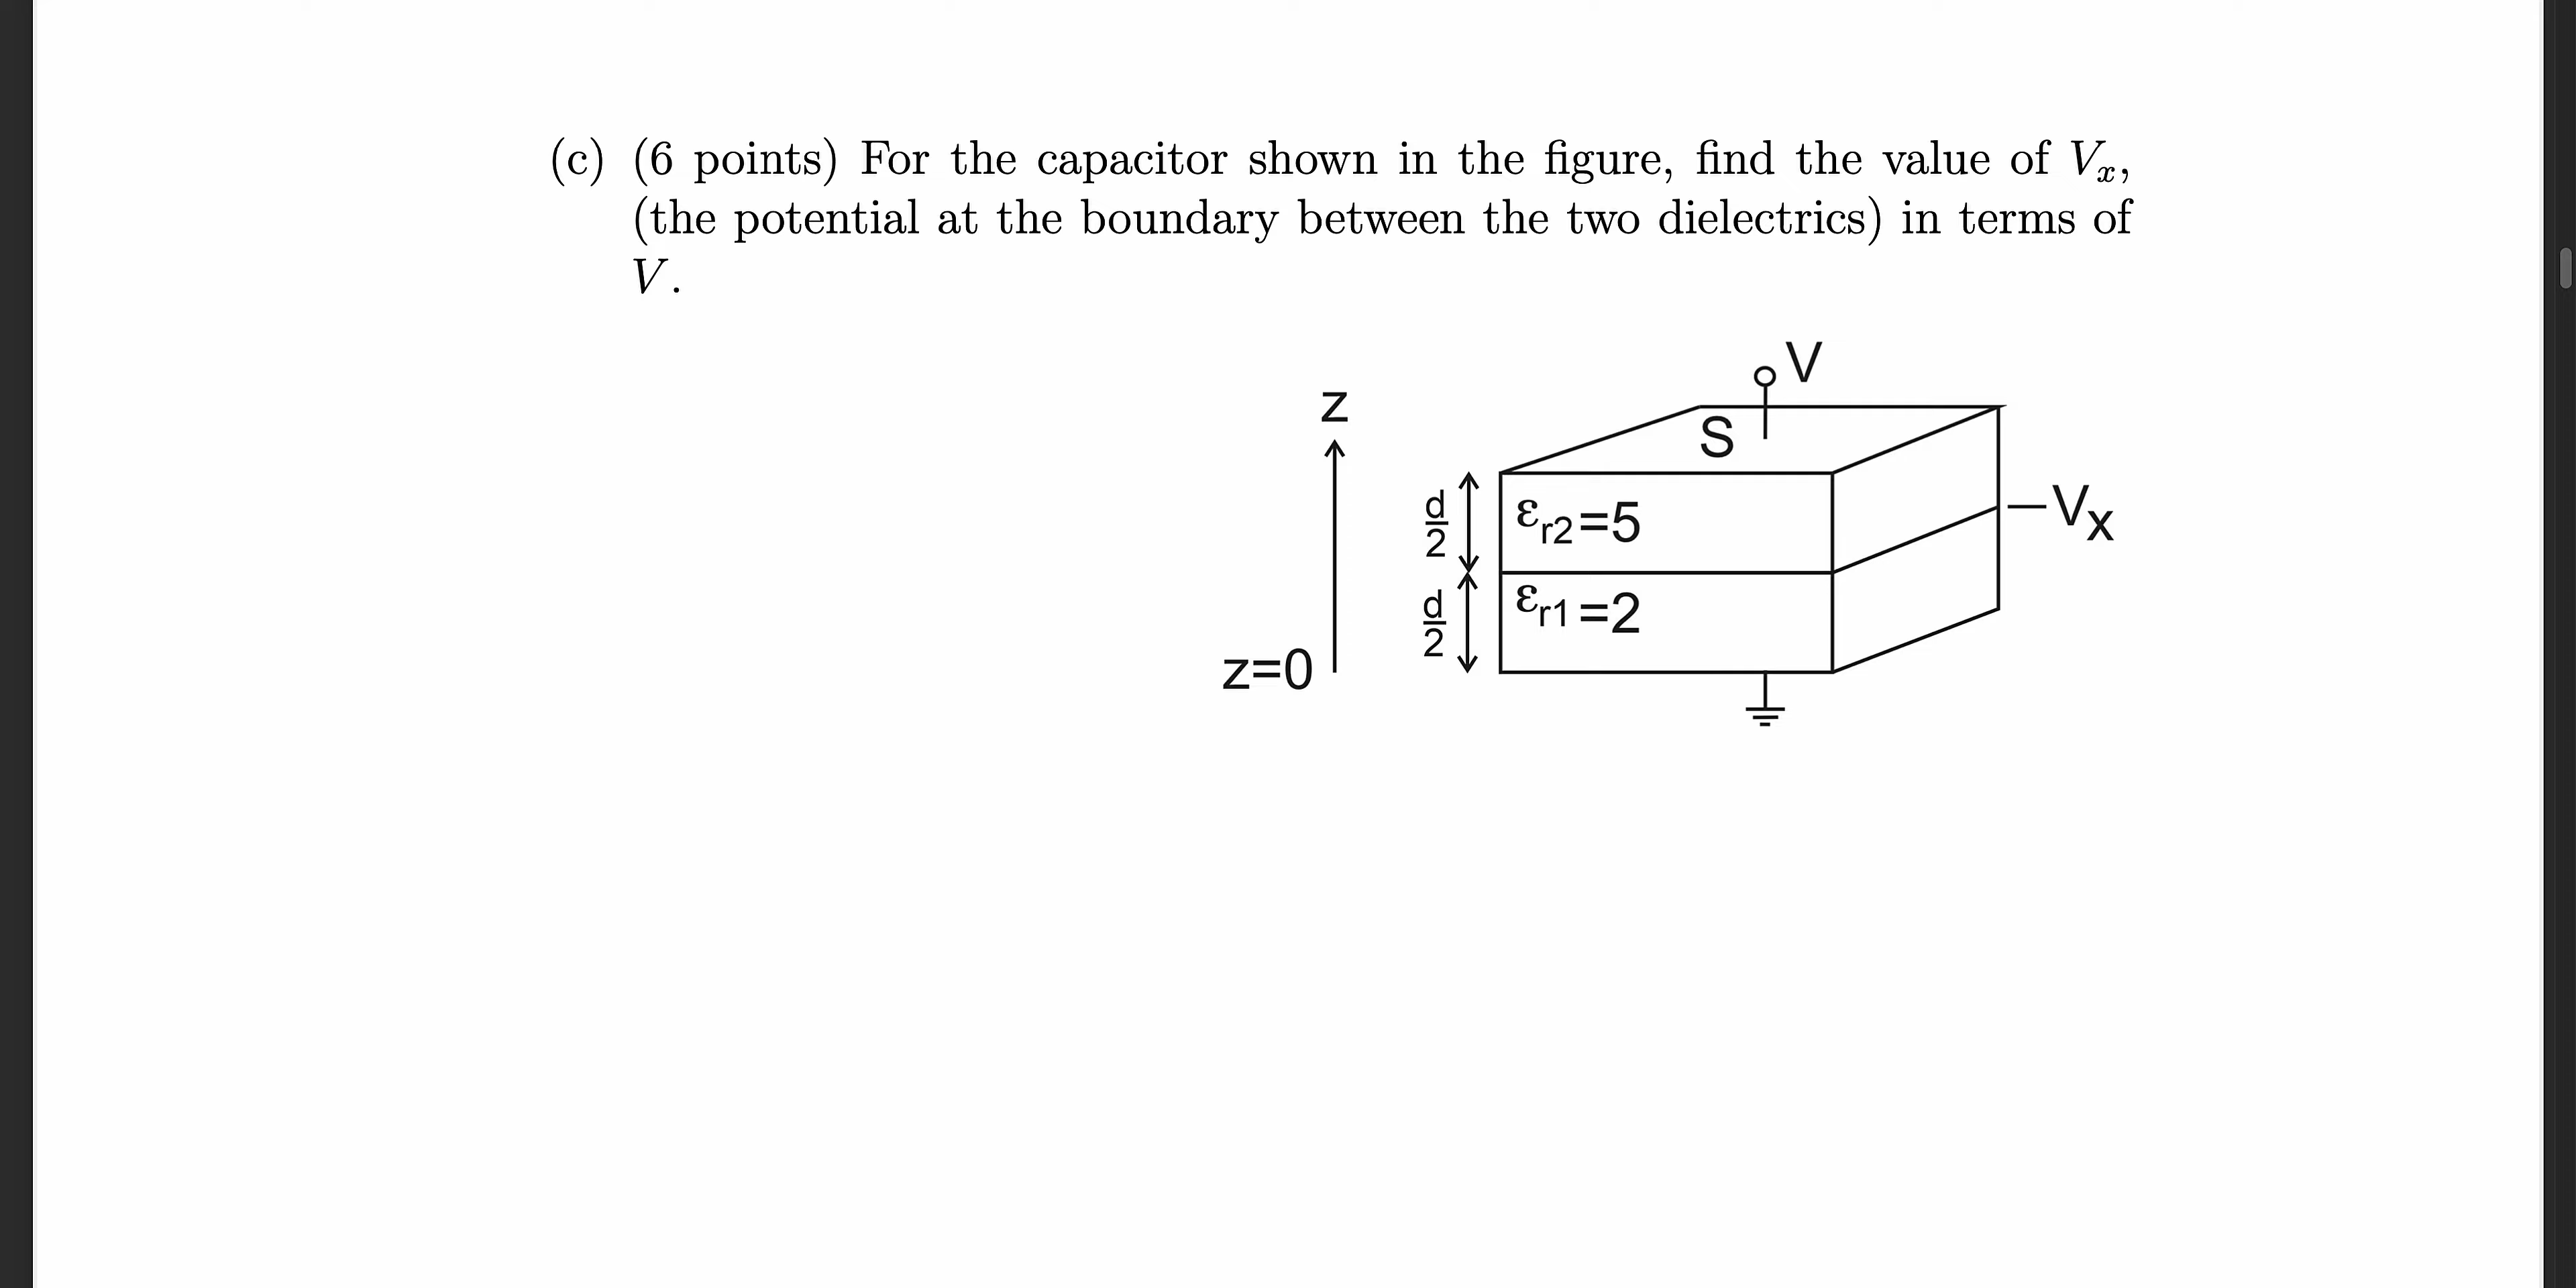 (c) (6 points) For the capacitor shown in the figure, find the value of Vₓ,
(the potential at the boundary between the two dielectrics) in terms of
V.
V
z
S
d/2
εr2=5
Vx
d/2
εr1=2
z=0